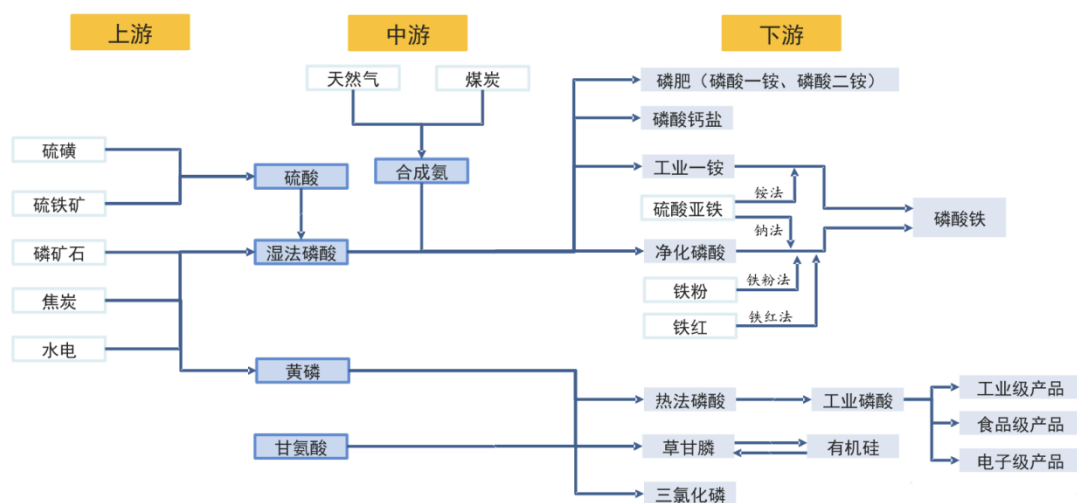 上游
中游
下游
天然气
煤炭
磷肥（磷酸一铵、磷酸二铵）
磷酸钙盐
硫磺
硫酸
合成氨
工业一铵
铵法
硫铁矿
硫酸亚铁
钠法
磷酸铁
磷矿石
湿法磷酸
净化磷酸
焦炭
铁粉
铁粉法
铁红
铁红法
水电
黄磷
热法磷酸
工业磷酸
工业级产品
食品级产品
电子级产品
甘氨酸
草甘膦
有机硅
三氯化磷